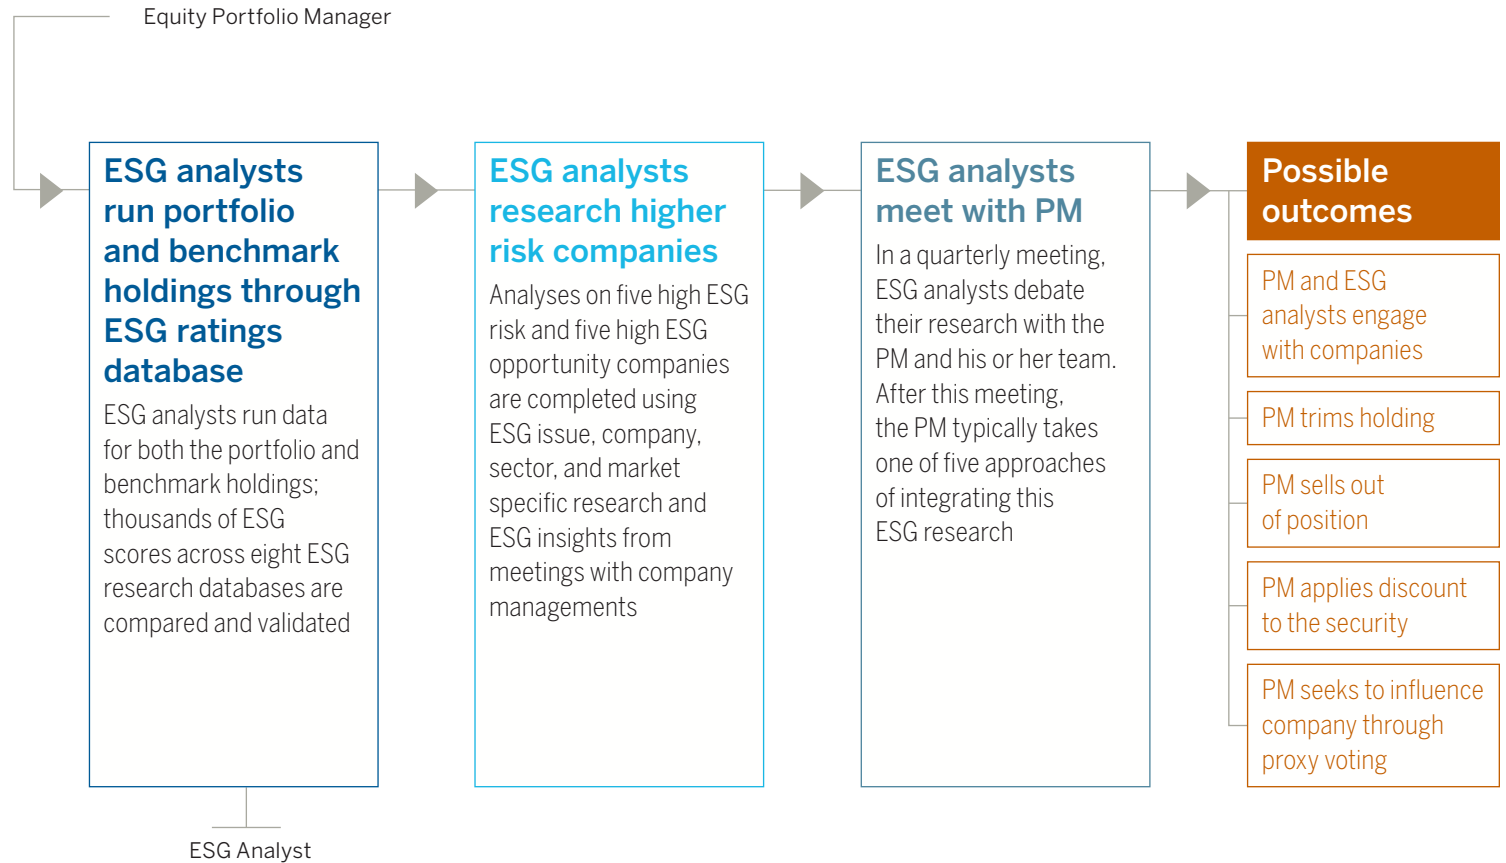 Equity Portfolio Manager
ESG analysts
run portfolio
and benchmark
holdings through
ESG ratings
database
ESG analysts run data
for both the portfolio and
benchmark holdings;
thousands of ESG
scores across eight ESG
research databases are
compared and validated
ESG Analyst
ESG analysts
research higher
risk companies
Analyses on five high ESG
risk and five high ESG
opportunity companies
are completed using
ESG issue, company,
sector, and market
specific research and
ESG insights from
meetings with company
managements
ESG analysts
meet with PM
In a quarterly meeting,
ESG analysts debate
their research with the
PM and his or her team.
After this meeting,
the PM typically takes
one of five approaches
of integrating this
ESG research
Possible
outcomes
PM and ESG
analysts engage
with companies
PM trims holding
PM sells out
of position
PM applies discount
to the security
PM seeks to influence
company through
proxy voting